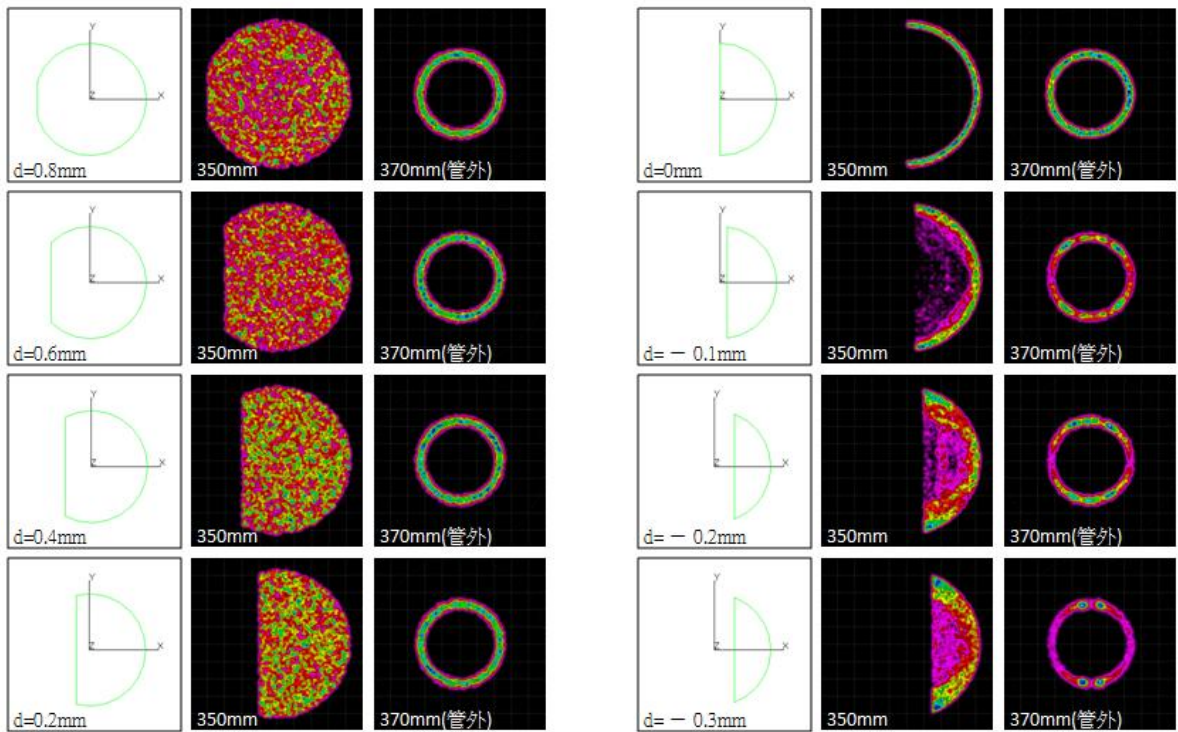 Y
X
Z
d=0.8mm
350mm
370mm(管外)
Y
X
Z
d=0mm
350mm
370mm(管外)
Y
X
Z
d=0.6mm
350mm
370mm(管外)
Y
X
Z
d= － 0.1mm
350mm
370mm(管外)
Y
X
Z
d=0.4mm
350mm
370mm(管外)
Y
X
Z
d= － 0.2mm
350mm
370mm(管外)
Y
X
Z
d=0.2mm
350mm
370mm(管外)
Y
X
Z
d= － 0.3mm
350mm
370mm(管外)